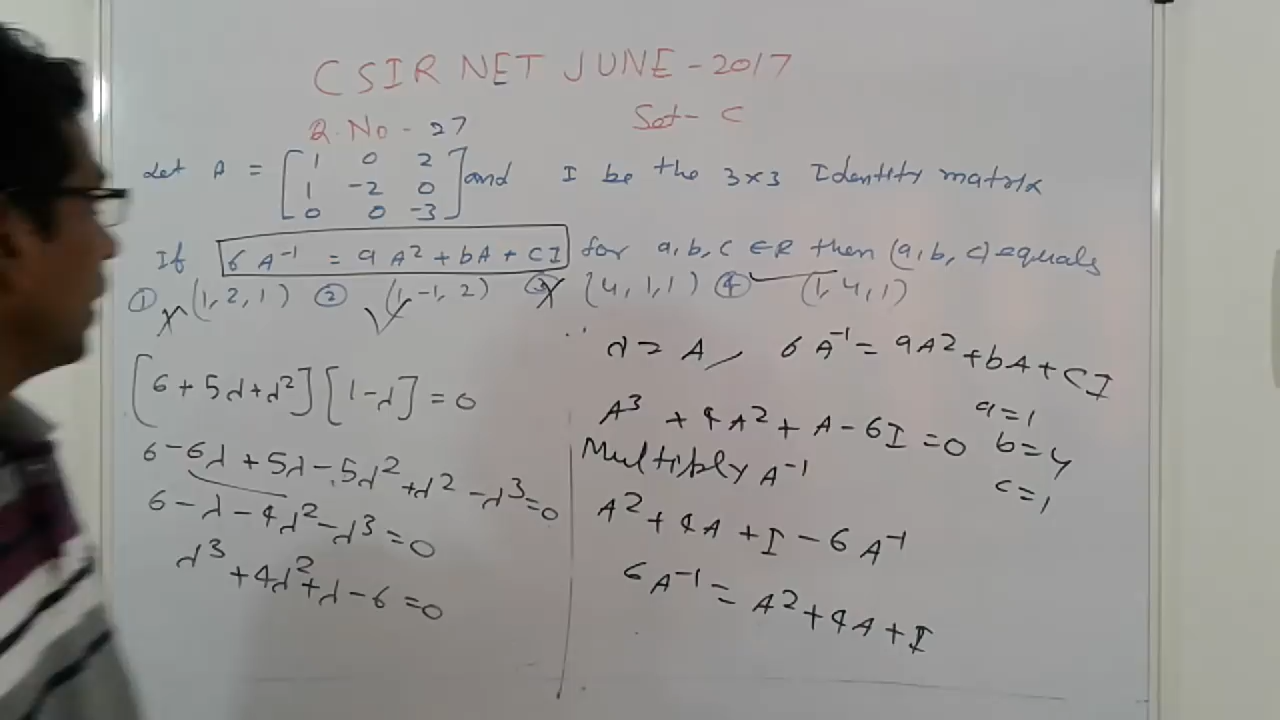 CSIR NET JUNE - 2017
Q. No - 27 Set - C
Let A = [1 0 2
1 -2 0
0 0 -3] and I be the 3×3 Identity matrix
If 6A⁻¹ = aA² + bA + CI for a, b, c ∈ R then (a, b, c) equals
① × (1, 2, 1) ② (1, -1, 2) ③ × (4, 1, 1) ④ (1, 4, 1)
[6 + 5λ + λ²] [1 - λ] = 0
6 - 6λ + 5λ - 5λ² + λ² - λ³ = 0
6 - λ - 4λ² - λ³ = 0
λ³ + 4λ² + λ - 6 = 0
λ = A, 6A⁻¹ = aA² + bA + CI
A³ + 4A² + A - 6I = 0
Multiply A⁻¹
A² + 4A + I - 6A⁻¹
6A⁻¹ = A² + 4A + I
a = 1
b = 4
c = 1